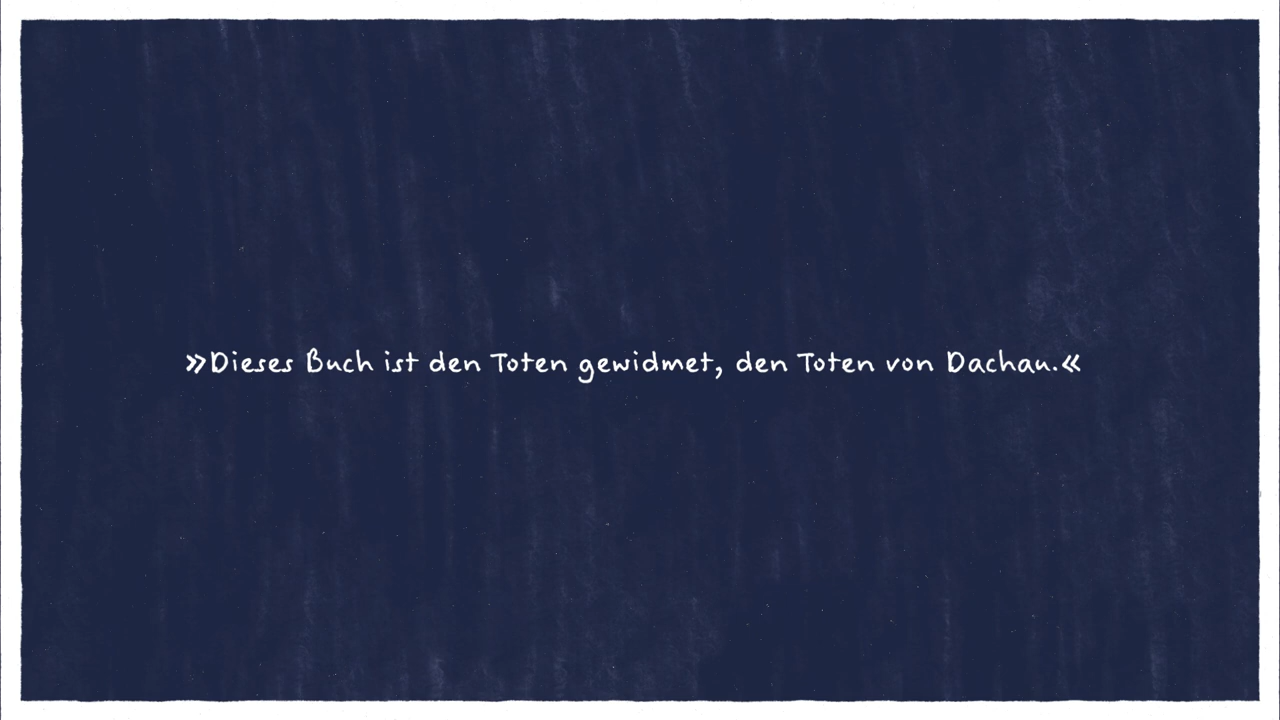 »Dieses Buch ist den Toten gewidmet, den Toten von Dachau.«